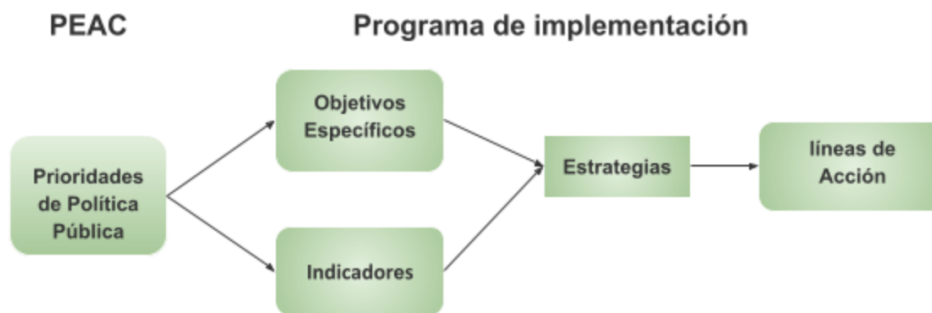 PEAC
Programa de implementación
Prioridades
de Política
Pública
Objetivos
Específicos
Indicadores
Estrategias
líneas de
Acción